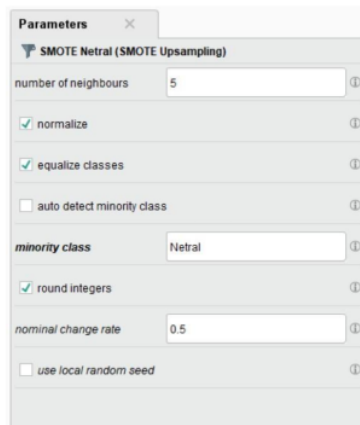 Parameters
SMOTE Netral (SMOTE Upsampling)
number of neighbours 5
normalize
equalize classes
auto detect minority class
minority class Netral
round integers
nominal change rate 0.5
use local random seed